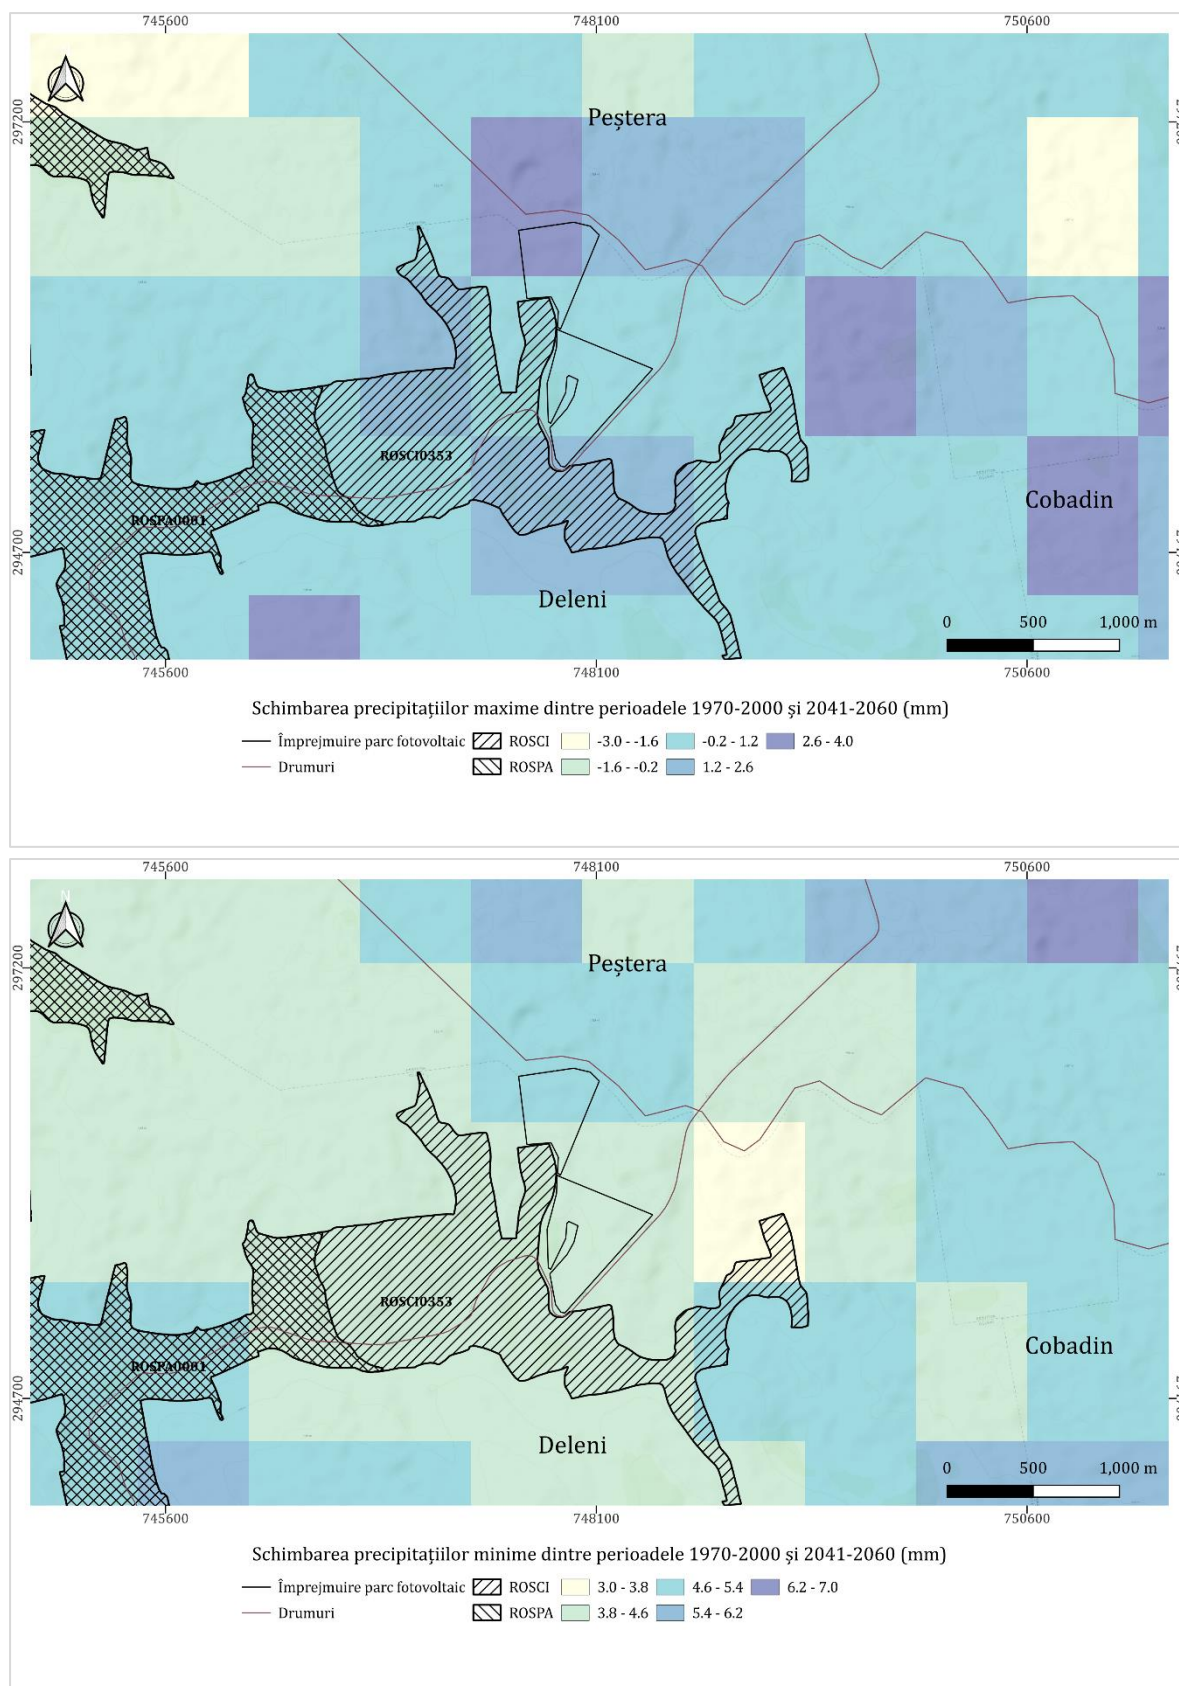 745600 748100 750600
297200
Peștera
ROSCI0353
ROSPA0001
Cobadin
294700
Deleni
0 500 1,000 m
745600 748100 750600
Schimbarea precipitațiilor maxime dintre perioadele 1970-2000 și 2041-2060 (mm)
Împrejmuire parc fotovoltaic ROSCI -3.0 - -1.6 -0.2 - 1.2 2.6 - 4.0
Drumuri ROSPA -1.6 - -0.2 1.2 - 2.6
745600 748100 750600
N
297200
Peștera
ROSCI0353
Cobadin
ROSPA0001
294700
Deleni
0 500 1,000 m
745600 748100 750600
Schimbarea precipitațiilor minime dintre perioadele 1970-2000 și 2041-2060 (mm)
Împrejmuire parc fotovoltaic ROSCI 3.0 - 3.8 4.6 - 5.4 6.2 - 7.0
Drumuri ROSPA 3.8 - 4.6 5.4 - 6.2